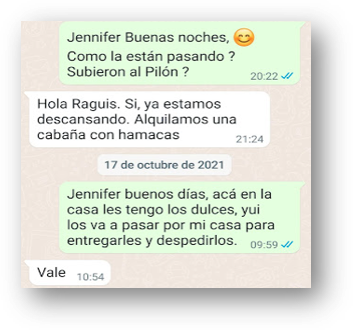 Jennifer Buenas noches, 😊
Como la están pasando ?
Subieron al Pilón ?
20:22
Hola Raguis. Si, ya estamos
descansando. Alquilamos una
cabaña con hamacas
21:24
17 de octubre de 2021
Jennifer buenos días, acá en la
casa les tengo los dulces, yui
los va a pasar por mi casa para
entregarles y despedirlos. 09:59
Vale 10:54